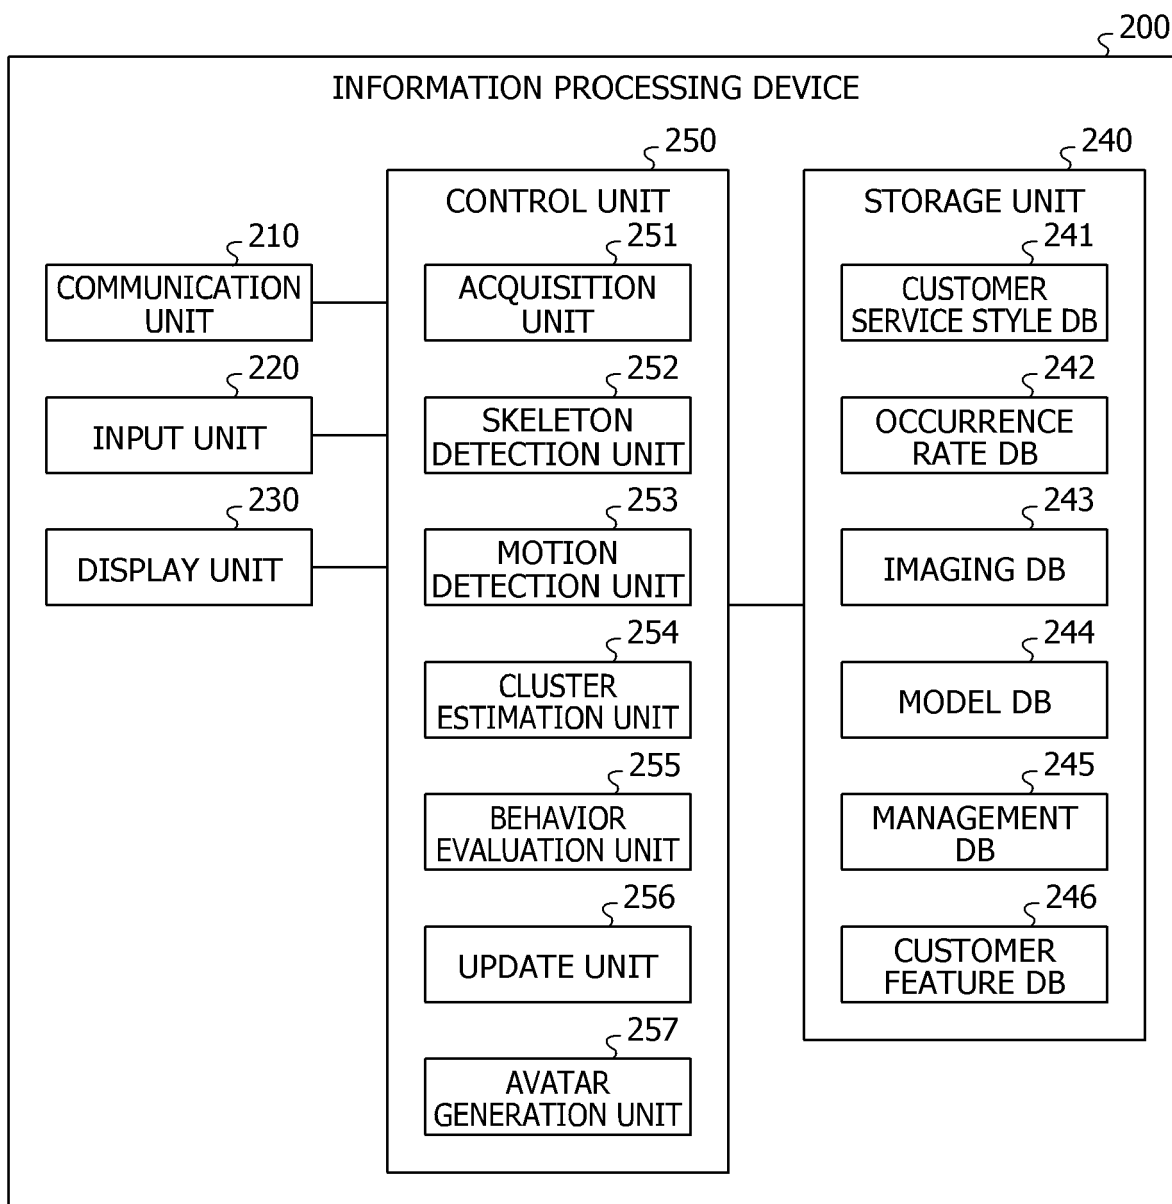 200
INFORMATION PROCESSING DEVICE
250
CONTROL UNIT
240
STORAGE UNIT
210
COMMUNICATION
UNIT
220
INPUT UNIT
230
DISPLAY UNIT
251
ACQUISITION
UNIT
252
SKELETON
DETECTION UNIT
253
MOTION
DETECTION UNIT
254
CLUSTER
ESTIMATION UNIT
255
BEHAVIOR
EVALUATION UNIT
256
UPDATE UNIT
257
AVATAR
GENERATION UNIT
241
CUSTOMER
SERVICE STYLE DB
242
OCCURRENCE
RATE DB
243
IMAGING DB
244
MODEL DB
245
MANAGEMENT
DB
246
CUSTOMER
FEATURE DB